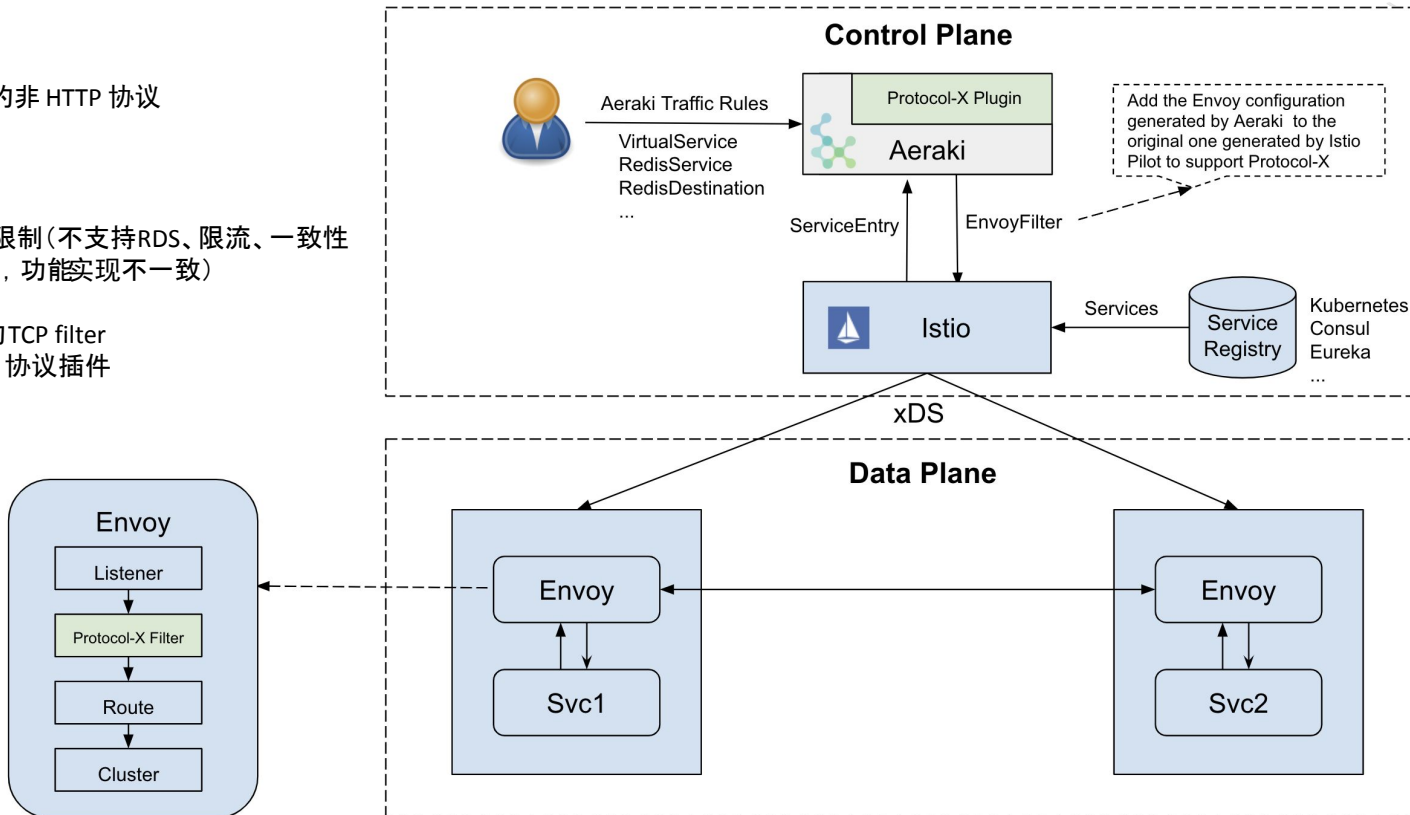 的非 HTTP 协议
限制（不支持RDS、限流、一致性
，功能实现不一致）
TCP filter
协议插件
Control Plane
Aeraki Traffic Rules
VirtualService
RedisService
RedisDestination
...
Protocol-X Plugin
Aeraki
Add the Envoy configuration
generated by Aeraki to the
original one generated by Istio
Pilot to support Protocol-X
ServiceEntry
EnvoyFilter
Istio
Services
Service
Registry
Kubernetes
Consul
Eureka
...
xDS
Data Plane
Envoy
Listener
Protocol-X Filter
Route
Cluster
Envoy
Svc1
Envoy
Svc2